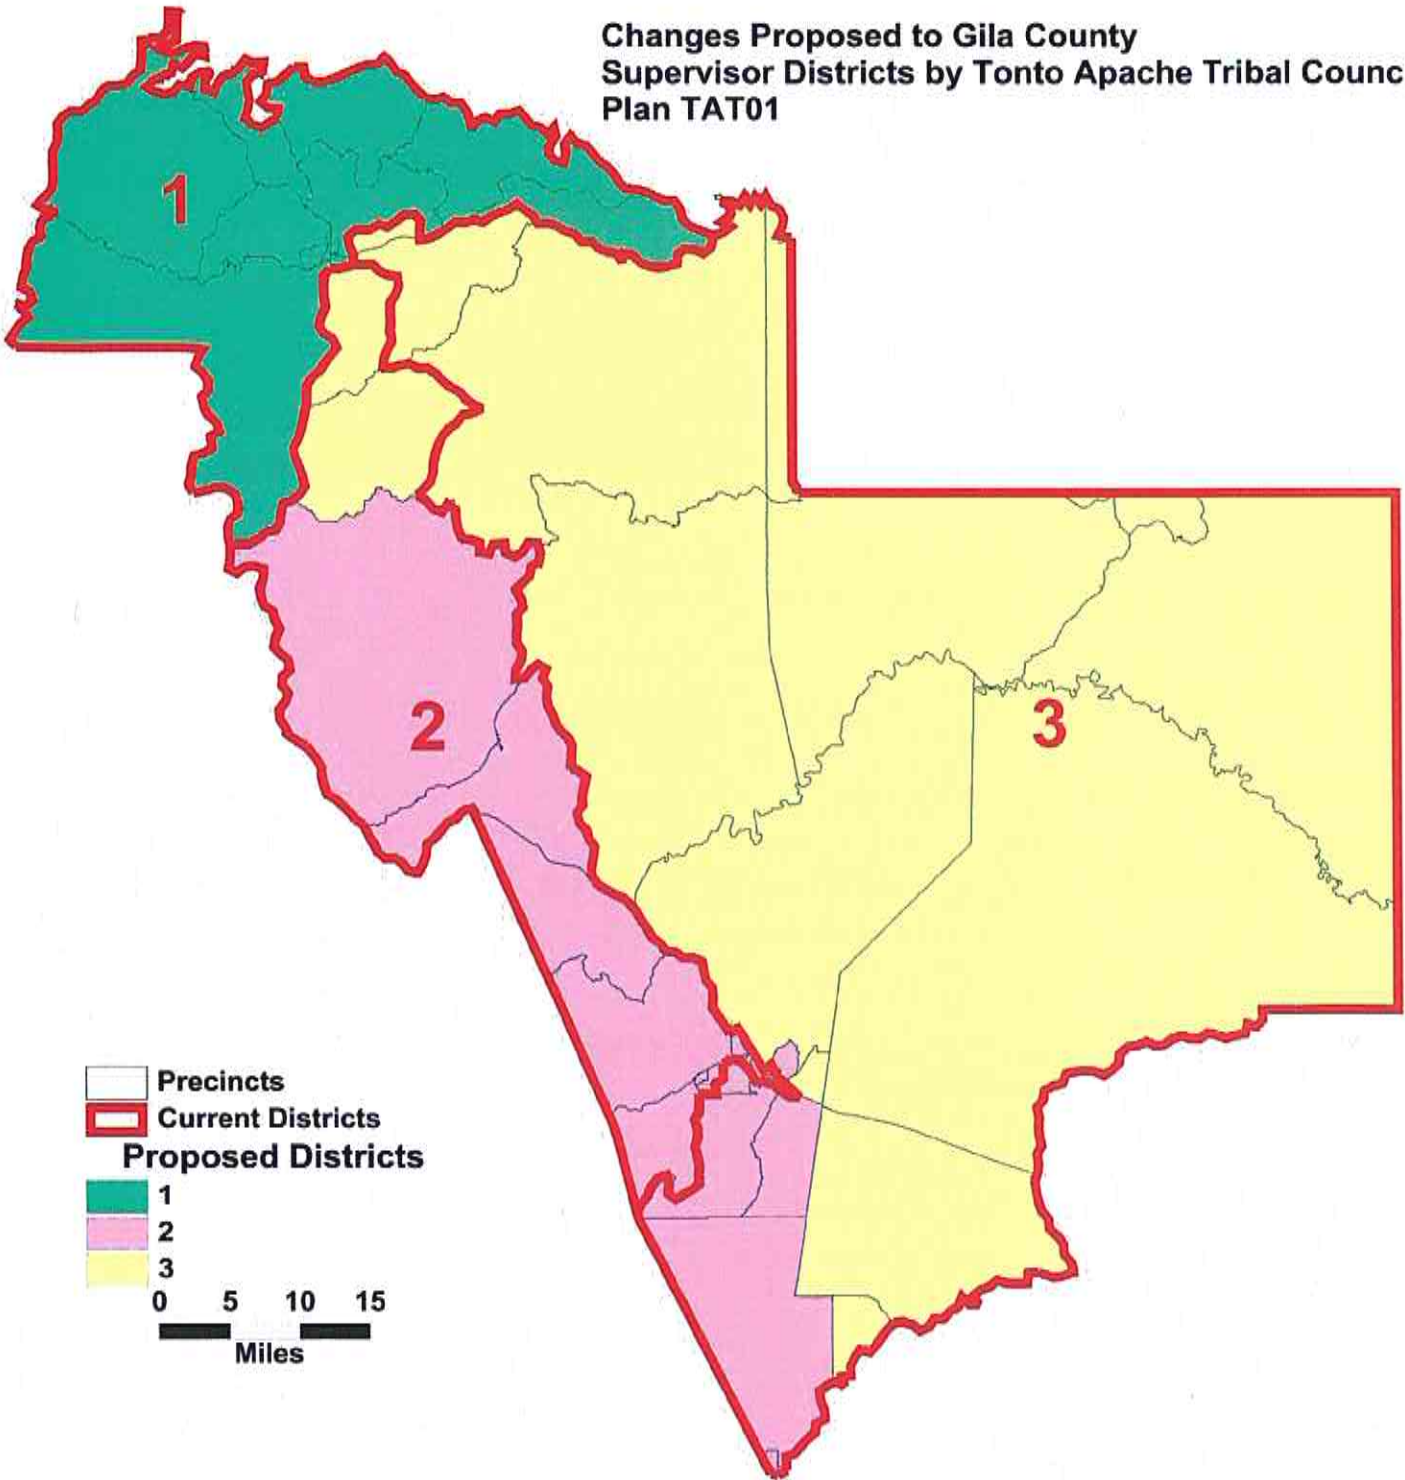 Changes Proposed to Gila County
Supervisor Districts by Tonto Apache Tribal Counc
Plan TAT01
1
2
3
Precincts
Current Districts
Proposed Districts
1
2
3
0 5 10 15
Miles